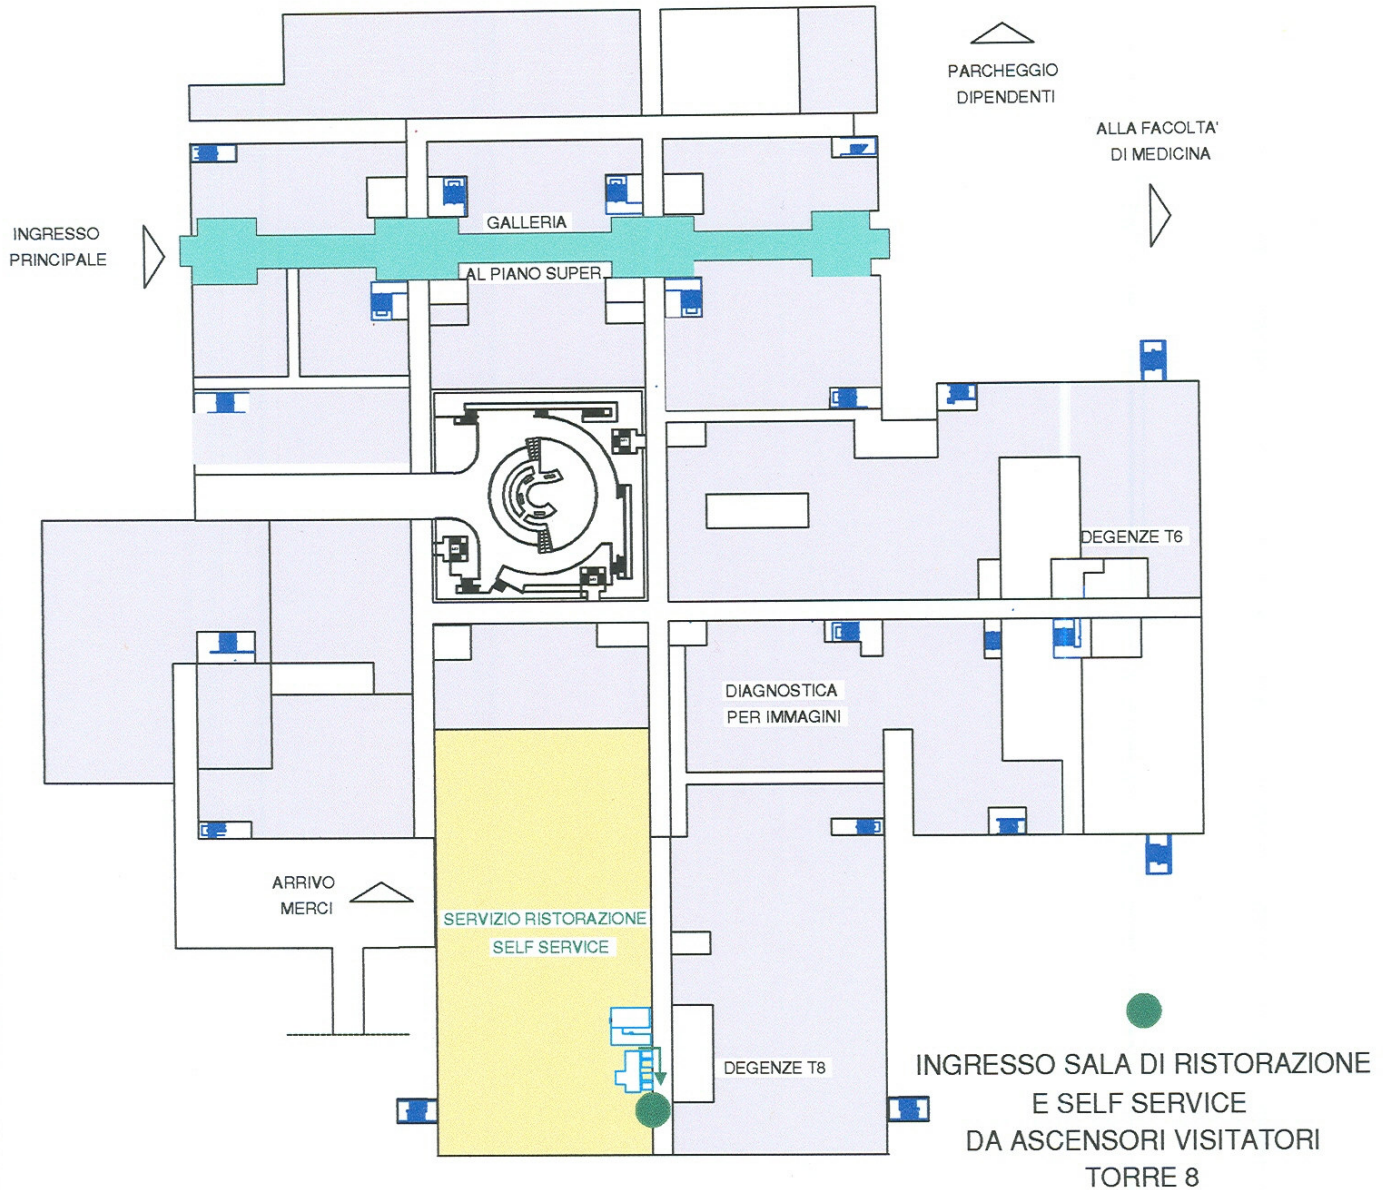 PARCHEGGIO
DIPENDENTI
ALLA FACOLTA'
DI MEDICINA
INGRESSO
PRINCIPALE
GALLERIA
AL PIANO SUPER.
DEGENZE T6
DIAGNOSTICA
PER IMMAGINI
ARRIVO
MERCI
SERVIZIO RISTORAZIONE
SELF SERVICE
DEGENZE T8
INGRESSO SALA DI RISTORAZIONE
E SELF SERVICE
DA ASCENSORI VISITATORI
TORRE 8